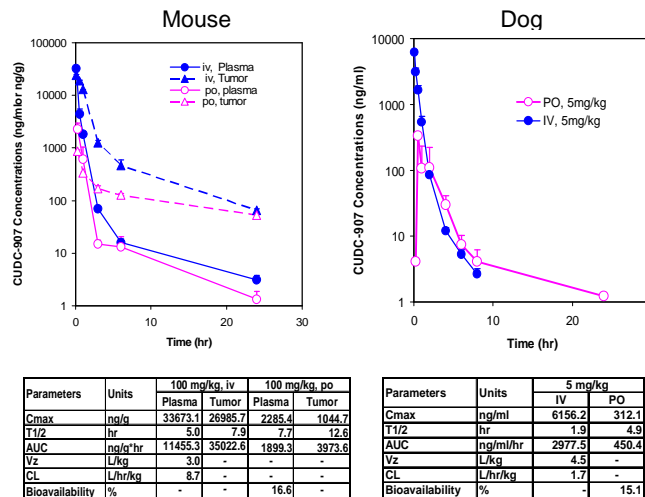 Mouse
CUDC-907 Concentrations (ng/mlor ng/g)
100000
10000
1000
100
10
1
iv, Plasma
iv, Tumor
po, plasma
po, tumor
0 10 20 30
Time (hr)
Dog
CUDC-907 Concentrations (ng/ml)
10000
1000
100
10
1
PO, 5mg/kg
IV, 5mg/kg
0 10 20
Time (hr)
Parameters Units 100 mg/kg, iv 100 mg/kg, po
Plasma Tumor Plasma Tumor
Cmax ng/g 33673.1 26985.7 2285.4 1044.7
T1/2 hr 5.0 7.9 7.7 12.6
AUC ng/g*hr 11455.3 35022.6 1899.3 3973.6
Vz L/kg 3.0 - - -
CL L/hr/kg 8.7 - - -
Bioavailability % - - 16.6 -
Parameters Units 5 mg/kg
IV PO
Cmax ng/ml 6156.2 312.1
T1/2 hr 1.9 4.9
AUC ng/ml/hr 2977.5 450.4
Vz L/kg 4.5 -
CL L/hr/kg 1.7 -
Bioavailability % - 15.1